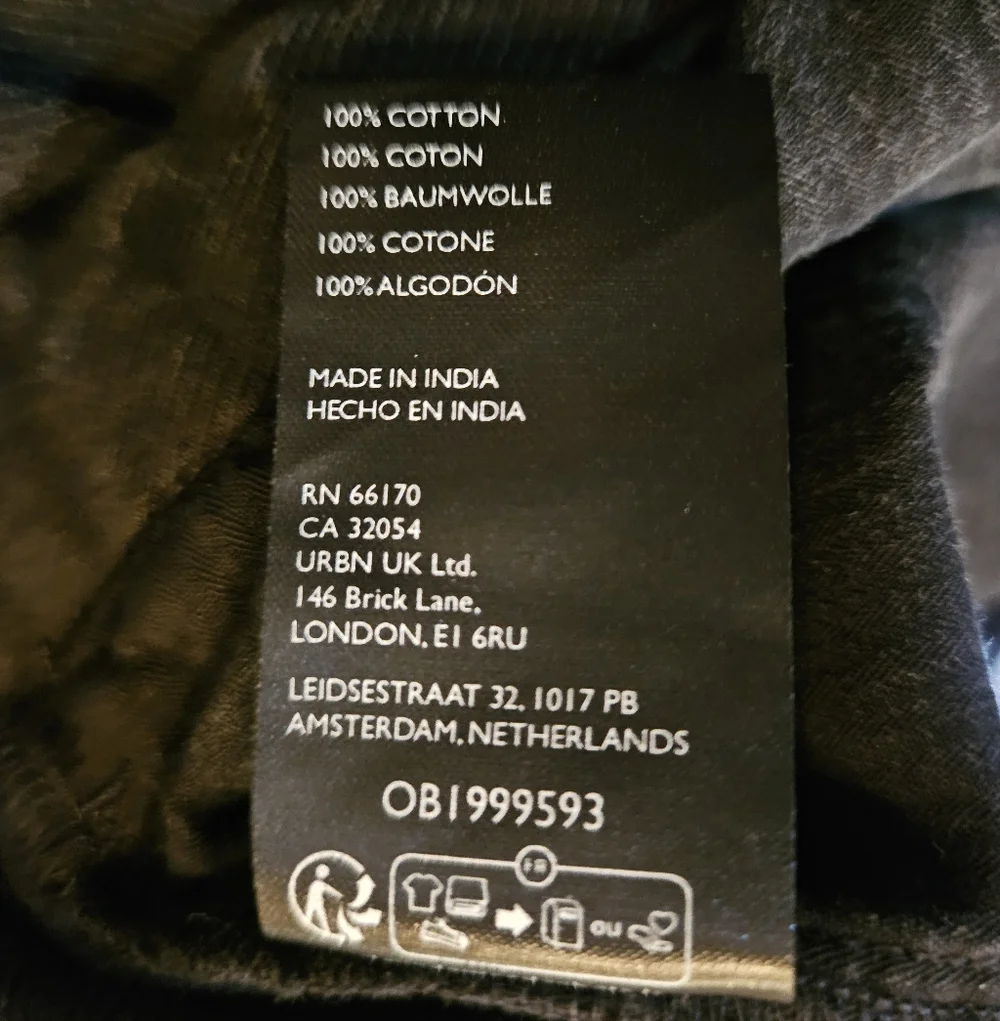 100% COTTON
100% COTON
100% BAUMWOLLE
100% COTONE
100% ALGODÓN
MADE IN INDIA
HECHO EN INDIA
RN 66170
CA 32054
URBN UK Ltd.
146 Brick Lane,
LONDON, E1 6RU
LEIDSESTRAAT 32, 1017 PB
AMSTERDAM, NETHERLANDS
OB1999593
FR
ou